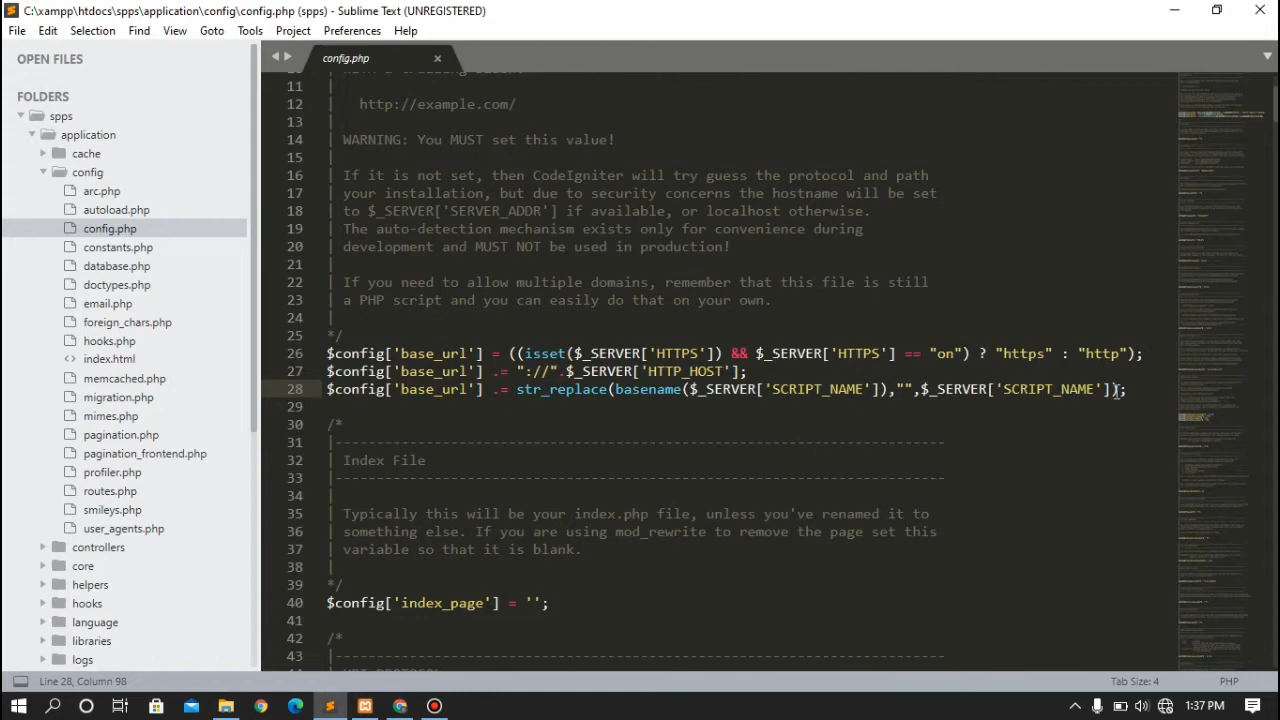 C:\xampp\htdocs\spps\application\config\config.php (spps) - Sublime Text (UNREGISTERED)
File Edit Selection Find View Goto Tools Project Preferences Help
OPEN FILES
FOLDERS
spps
application
cache
config
arc.php
autoload.php
config.php
constants.php
database.php
doctypes.php
email.php
foreign_chars.php
hooks.php
index.html
memcached.php
migration.php
mimes.php
pagination.php
pagination_frontend.php
profiler.php
routes.php
smileys.php
user_agents.php
controllers
core
helpers
hooks
language
libraries
logs
config.php
11 |
12 | http://example.com/
13 |
14 | WARNING: You MUST set this value!
15 |
16 | If it is not set, then CodeIgniter will try guess the protocol and path
17 | your installation, but due to security concerns the hostname will be set
18 | to $_SERVER['SERVER_ADDR'] if available, or localhost otherwise.
19 | The auto-detection mechanism exists only for convenience during
20 | development and MUST NOT be used in production!
21 |
22 | If you need to allow multiple domains, remember that this file is still
23 | a PHP script and you can easily do that on your own.
24 |
25 */
26 $config['base_url'] = ((isset($_SERVER['HTTPS']) && $_SERVER['HTTPS'] == "on") ? "https" : "http");
27 $config['base_url'] .= "://".$_SERVER['HTTP_HOST'];
28 $config['base_url'] .= str_replace(basename($_SERVER['SCRIPT_NAME']),"",$_SERVER['SCRIPT_NAME']);
29
30 /*
31 |--------------------------------------------------------------------------
32 | Index File
33 |--------------------------------------------------------------------------
34 |
35 | Typically this will be your index.php file, unless you've renamed it to
36 | something else. If you are using mod_rewrite to remove the page set this
37 | variable so that it is blank.
38 |
39 */
40 $config['index_page'] = '';
41
42 /*
43 |--------------------------------------------------------------------------
Line 28, Column 98
Tab Size: 4
PHP
1:37 PM